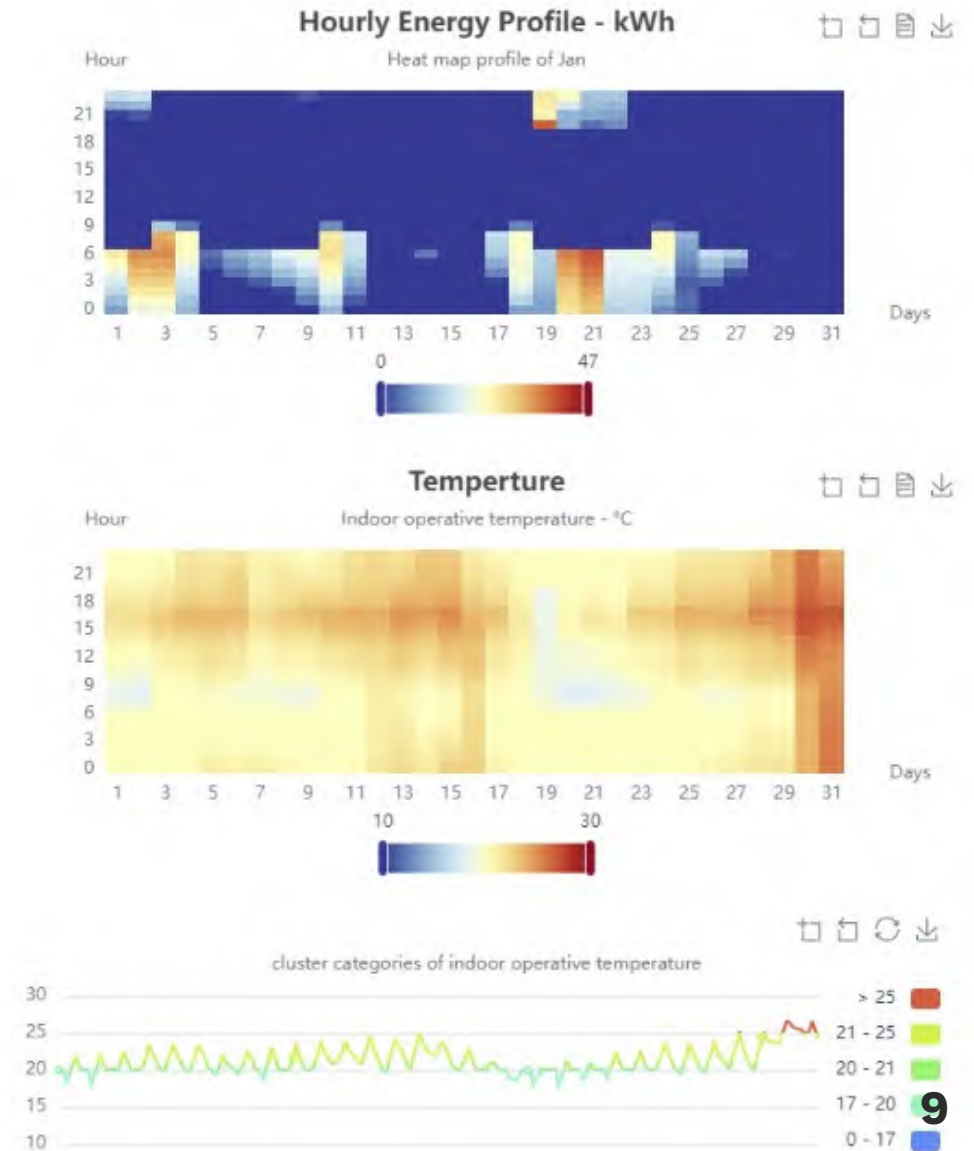 Hourly Energy Profile - kWh
Hour
Heat map profile of Jan
21
18
15
12
9
6
3
0
Days
1 3 5 7 9 11 13 15 17 19 21 23 25 27 29 31
0 47
Temperture
Hour
Indoor operative temperature - °C
21
18
15
12
9
6
3
0
Days
1 3 5 7 9 11 13 15 17 19 21 23 25 27 29 31
10 30
cluster categories of indoor operative temperature
30
25
20
15
10
> 25
21 - 25
20 - 21
17 - 20
0 - 17
9